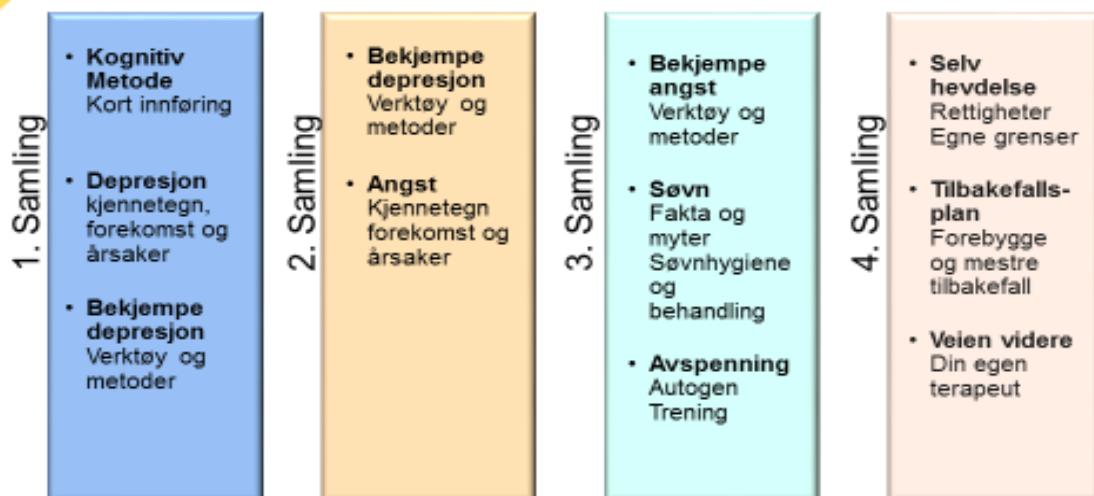 1. Samling
• Kognitiv
Metode
Kort innføring
• Depresjon
kjennetegn,
forekomst og
årsaker
• Bekjempe
depresjon
Verktøy og
metoder
2. Samling
• Bekjempe
depresjon
Verktøy og
metoder
• Angst
Kjennetegn
forekomst og
årsaker
3. Samling
• Bekjempe
angst
Verktøy og
metoder
• Søvn
Fakta og
myter
Søvnhygiene
og
behandling
• Avspenning
Autogen
Trening
4. Samling
• Selv
hevdelse
Rettigheter
Egne grenser
• Tilbakefalls-
plan
Forebygge
og mestre
tilbakefall
• Veien videre
Din egen
terapeut